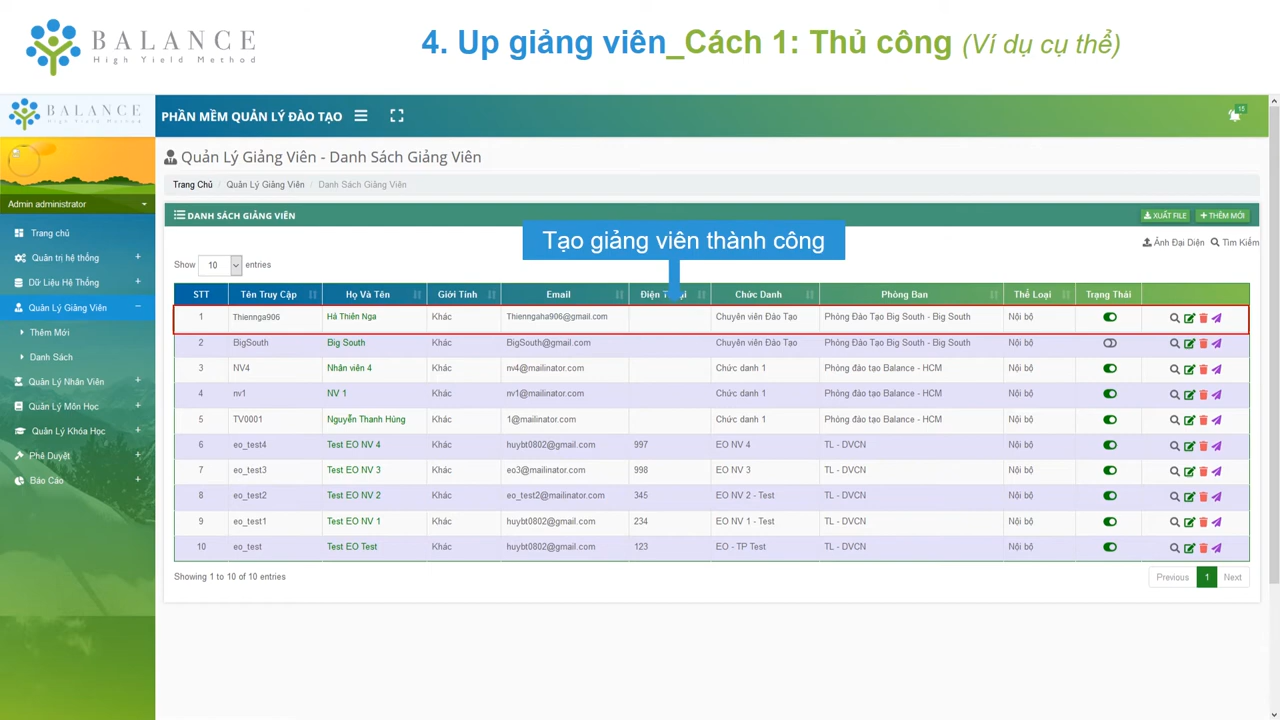 BALANCE
High Yield Method
4. Up giảng viên_Cách 1: Thủ công (Ví dụ cụ thể)
BALANCE
High Yield Method
PHẦN MỀM QUẢN LÝ ĐÀO TẠO
15
Quản Lý Giảng Viên - Danh Sách Giảng Viên
Trang Chủ / Quản Lý Giảng Viên / Danh Sách Giảng Viên
Admin administrator
Trang chủ
Quản trị hệ thống +
Dữ Liệu Hệ Thống +
Quản Lý Giảng Viên −
Thêm Mới
Danh Sách
Quản Lý Nhân Viên +
Quản Lý Môn Học +
Quản Lý Khóa Học +
Phê Duyệt +
Báo Cáo +
DANH SÁCH GIẢNG VIÊN
XUẤT FILE
+ THÊM MỚI
Tạo giảng viên thành công
Ảnh Đại Diện Tìm Kiếm
Show 10 entries
STT Tên Truy Cập Họ Và Tên Giới Tính Email Điện Chức Danh Phòng Ban Thể Loại Trạng Thái
1 Thiennga906 Hà Thiên Nga Khác Thienngaha906@gmail.com Chuyên viên Đào Tạo Phòng Đào Tạo Big South - Big South Nội bộ
2 BigSouth Big South Khác BigSouth@gmail.com Chuyên viên Đào Tạo Phòng Đào Tạo Big South - Big South Nội bộ
3 NV4 Nhân viên 4 Khác nv4@mailinator.com Chức danh 1 Phòng đào tạo Balance - HCM Nội bộ
4 nv1 NV 1 Khác nv1@mailinator.com Chức danh 1 Phòng đào tạo Balance - HCM Nội bộ
5 TV0001 Nguyễn Thanh Hùng Khác 1@mailinator.com Chức danh 1 Phòng đào tạo Balance - HCM Nội bộ
6 eo_test4 Test EO NV 4 Khác huybt0802@gmail.com 997 EO NV 4 TL - DVCN Nội bộ
7 eo_test3 Test EO NV 3 Khác eo3@mailinator.com 998 EO NV 3 TL - DVCN Nội bộ
8 eo_test2 Test EO NV 2 Khác eo_test2@mailinator.com 345 EO NV 2 - Test TL - DVCN Nội bộ
9 eo_test1 Test EO NV 1 Khác huybt0802@gmail.com 234 EO NV 1 - Test TL - DVCN Nội bộ
10 eo_test Test EO Test Khác huybt0802@gmail.com 123 EO - TP Test TL - DVCN Nội bộ
Showing 1 to 10 of 10 entries
Previous 1 Next